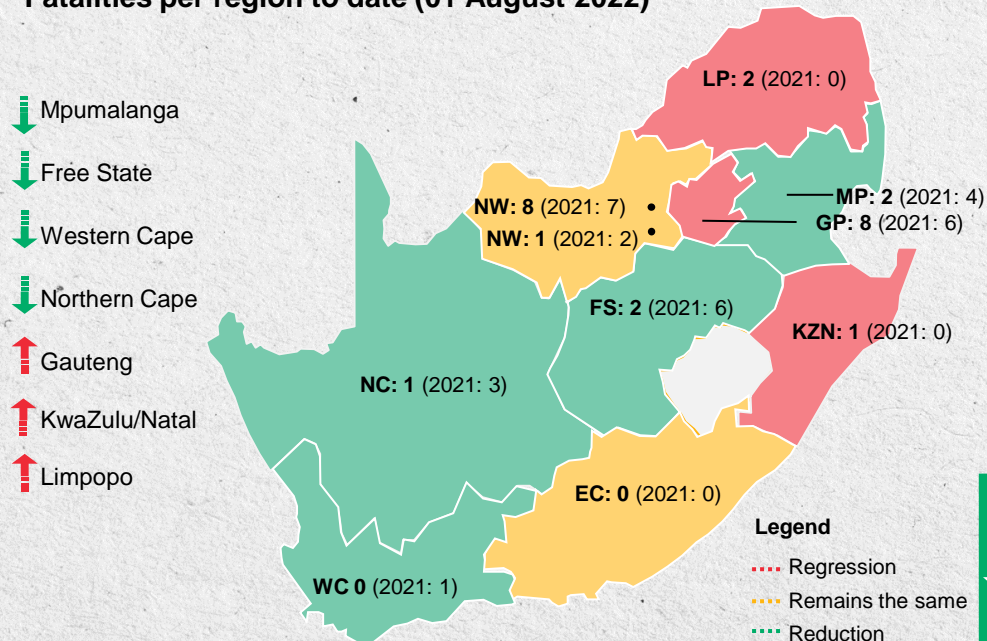 Fatalities per region to date (01 August 2022)
Mpumalanga
Free State
Western Cape
Northern Cape
Gauteng
KwaZulu/Natal
Limpopo
LP: 2 (2021: 0)
NW: 8 (2021: 7)
NW: 1 (2021: 2)
MP: 2 (2021: 4)
GP: 8 (2021: 6)
FS: 2 (2021: 6)
KZN: 1 (2021: 0)
NC: 1 (2021: 3)
EC: 0 (2021: 0)
WC 0 (2021: 1)
Legend
Regression
Remains the same
Reduction